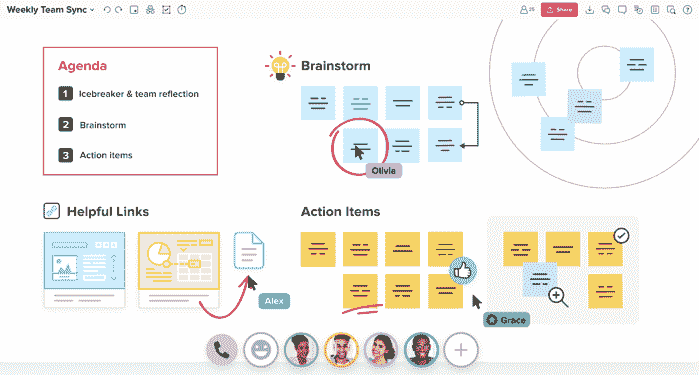 Weekly Team Sync
Share
Agenda
1 Icebreaker & team reflection
2 Brainstorm
3 Action items
Brainstorm
Olivia
Helpful Links
Alex
Action Items
Grace